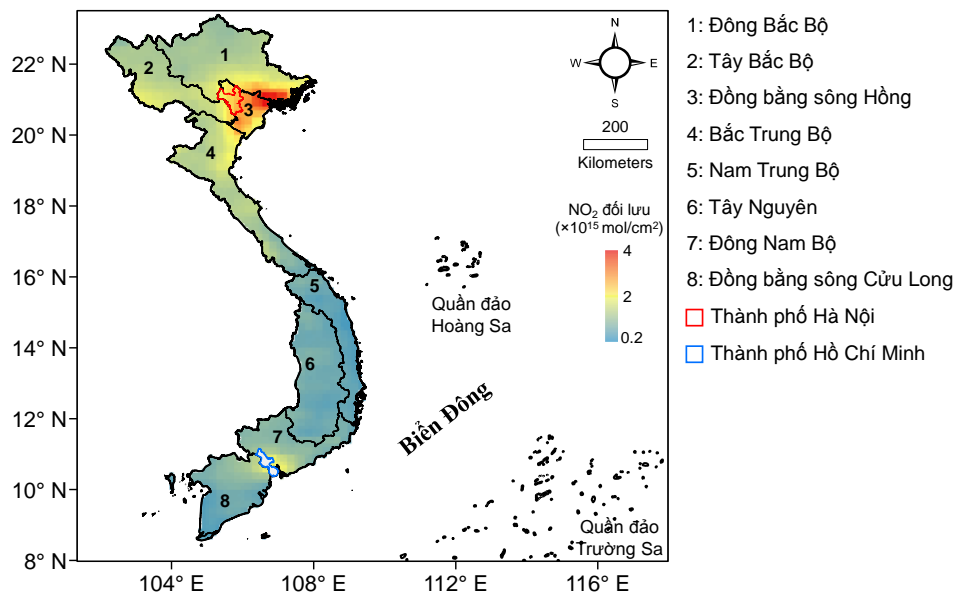 22° N
20° N
18° N
16° N
14° N
12° N
10° N
8° N
104° E
108° E
112° E
116° E
1
2
3
4
5
6
7
8
N
W
E
S
200
Kilometers
NO₂ đối lưu
(×10¹⁵ mol/cm²)
4
2
0.2
Quần đảo
Hoàng Sa
Biển Đông
Quần đảo
Trường Sa
1: Đông Bắc Bộ
2: Tây Bắc Bộ
3: Đồng bằng sông Hồng
4: Bắc Trung Bộ
5: Nam Trung Bộ
6: Tây Nguyên
7: Đông Nam Bộ
8: Đồng bằng sông Cửu Long
Thành phố Hà Nội
Thành phố Hồ Chí Minh